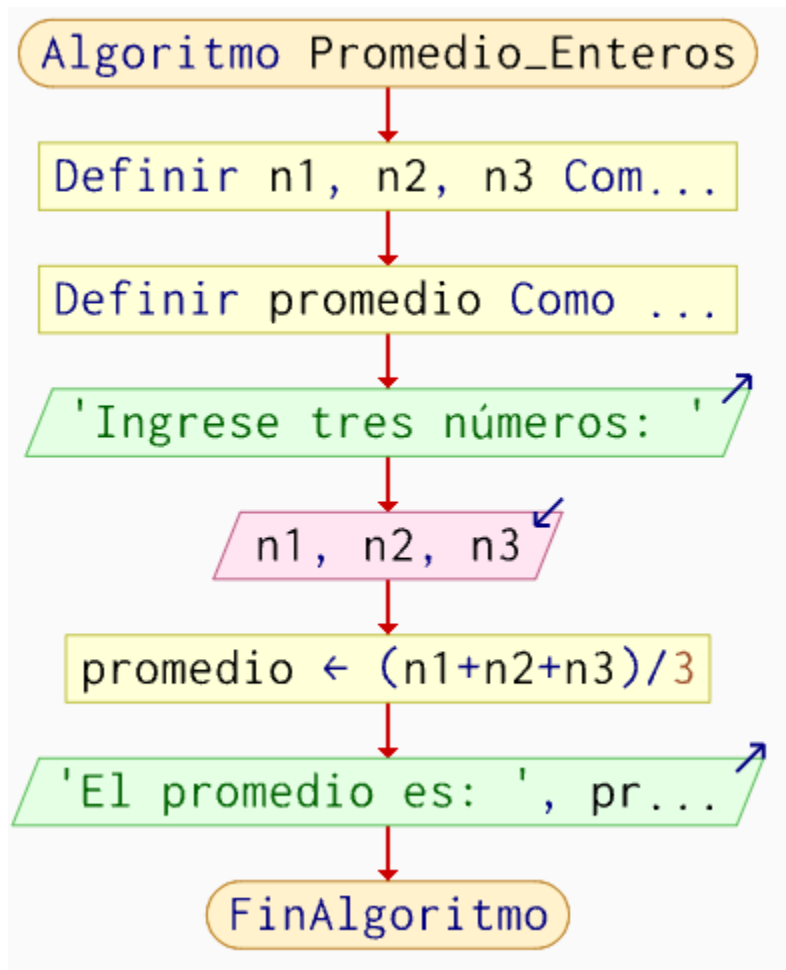 Algoritmo Promedio_Enteros
Definir n1, n2, n3 Com...
Definir promedio Como ...
'Ingrese tres números: '
n1, n2, n3
promedio ← (n1+n2+n3)/3
'El promedio es: ', pr...
FinAlgoritmo